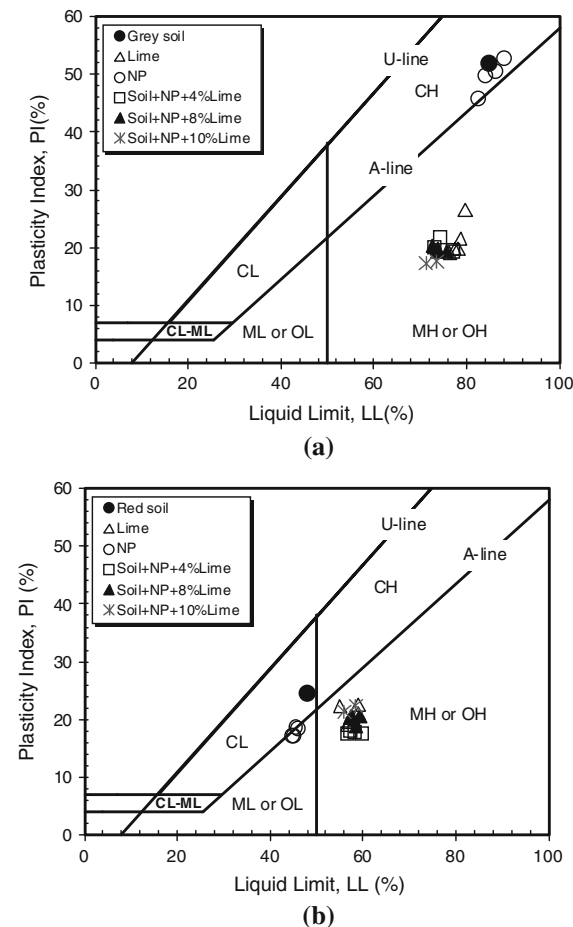 60
50
40
30
20
10
0
Plasticity Index, PI(%)
Grey soil
Lime
NP
Soil+NP+4%Lime
Soil+NP+8%Lime
Soil+NP+10%Lime
U-line
CH
A-line
CL
CL-ML
ML or OL
MH or OH
0 20 40 60 80 100
Liquid Limit, LL(%)
(a)
60
50
40
30
20
10
0
Plasticity Index, PI (%)
Red soil
Lime
NP
Soil+NP+4%Lime
Soil+NP+8%Lime
Soil+NP+10%Lime
U-line
A-line
CH
MH or OH
CL
CL-ML
ML or OL
0 20 40 60 80 100
Liquid Limit, LL (%)
(b)